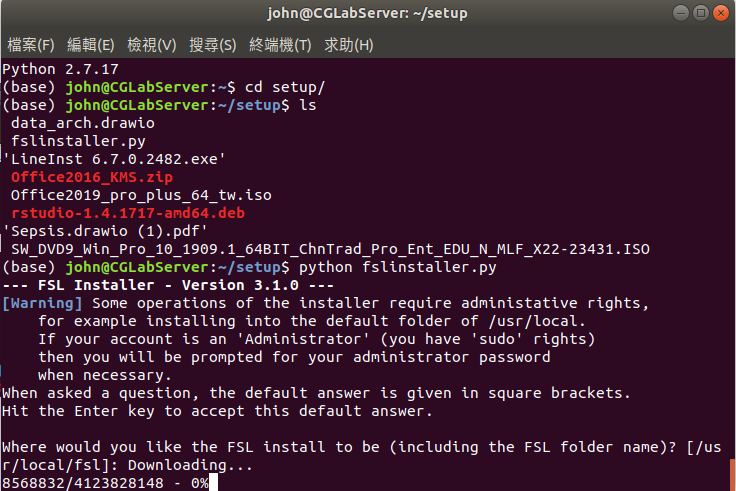 john@CGLabServer: ~/setup
檔案(F) 編輯(E) 檢視(V) 搜尋(S) 終端機(T) 求助(H)
Python 2.7.17
(base) john@CGLabServer:~$ cd setup/
(base) john@CGLabServer:~/setup$ ls
data_arch.drawio
fslinstaller.py
'LineInst 6.7.0.2482.exe'
Office2016_KMS.zip
Office2019_pro_plus_64_tw.iso
rstudio-1.4.1717-amd64.deb
'Sepsis.drawio (1).pdf'
SW_DVD9_Win_Pro_10_1909.1_64BIT_ChnTrad_Pro_Ent_EDU_N_MLF_X22-23431.ISO
(base) john@CGLabServer:~/setup$ python fslinstaller.py
--- FSL Installer - Version 3.1.0 ---
[Warning] Some operations of the installer require administative rights,
for example installing into the default folder of /usr/local.
If your account is an 'Administrator' (you have 'sudo' rights)
then you will be prompted for your administrator password
when necessary.
When asked a question, the default answer is given in square brackets.
Hit the Enter key to accept this default answer.
Where would you like the FSL install to be (including the FSL folder name)? [/us
r/local/fsl]: Downloading...
8568832/4123828148 - 0%